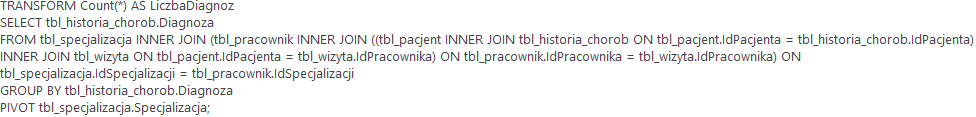 TRANSFORM Count(*) AS LiczbaDiagnoz
SELECT tbl_historia_chorob.Diagnoza
FROM tbl_specjalizacja INNER JOIN (tbl_pracownik INNER JOIN ((tbl_pacjent INNER JOIN tbl_historia_chorob ON tbl_pacjent.IdPacjenta = tbl_historia_chorob.IdPacjenta)
INNER JOIN tbl_wizyta ON tbl_pacjent.IdPacjenta = tbl_wizyta.IdPracownika) ON tbl_pracownik.IdPracownika = tbl_wizyta.IdPracownika) ON
tbl_specjalizacja.IdSpecjalizacji = tbl_pracownik.IdSpecjalizacji
GROUP BY tbl_historia_chorob.Diagnoza
PIVOT tbl_specjalizacja.Specjalizacja;